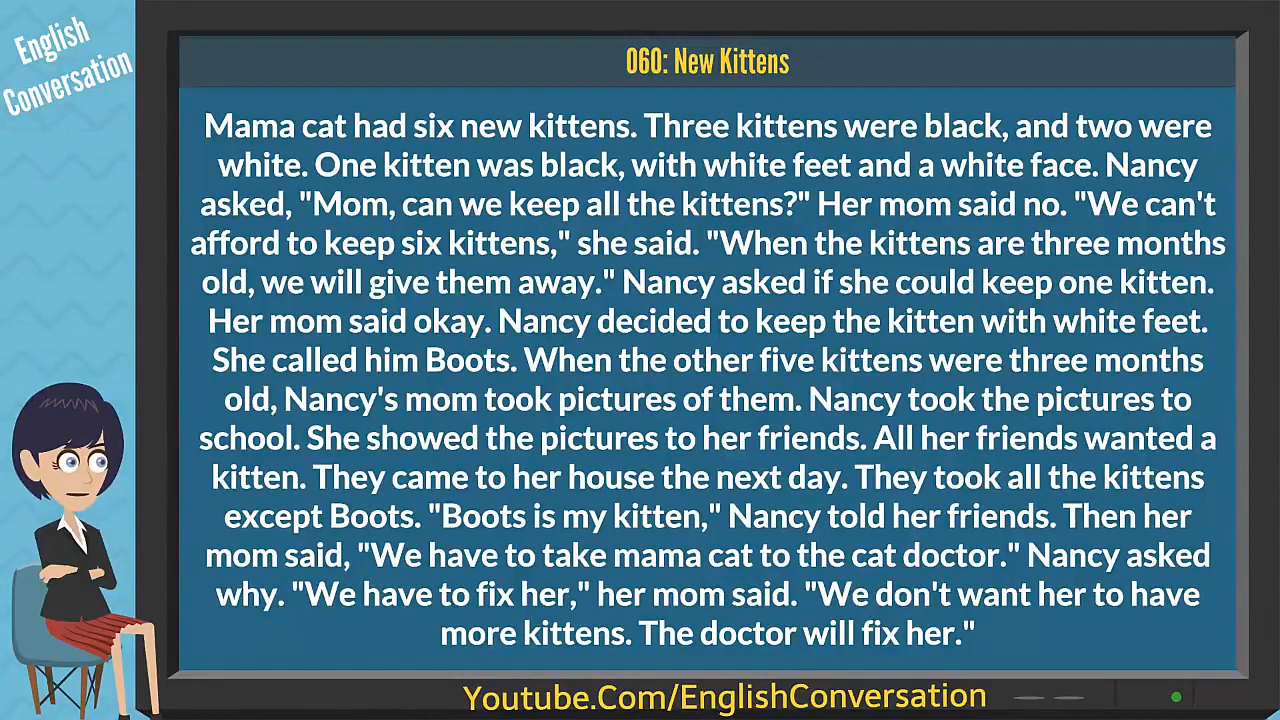 English
Conversation
060: New Kittens
Mama cat had six new kittens. Three kittens were black, and two were
white. One kitten was black, with white feet and a white face. Nancy
asked, "Mom, can we keep all the kittens?" Her mom said no. "We can't
afford to keep six kittens," she said. "When the kittens are three months
old, we will give them away." Nancy asked if she could keep one kitten.
Her mom said okay. Nancy decided to keep the kitten with white feet.
She called him Boots. When the other five kittens were three months
old, Nancy's mom took pictures of them. Nancy took the pictures to
school. She showed the pictures to her friends. All her friends wanted a
kitten. They came to her house the next day. They took all the kittens
except Boots. "Boots is my kitten," Nancy told her friends. Then her
mom said, "We have to take mama cat to the cat doctor." Nancy asked
why. "We have to fix her," her mom said. "We don't want her to have
more kittens. The doctor will fix her."
Youtube.Com/EnglishConversation